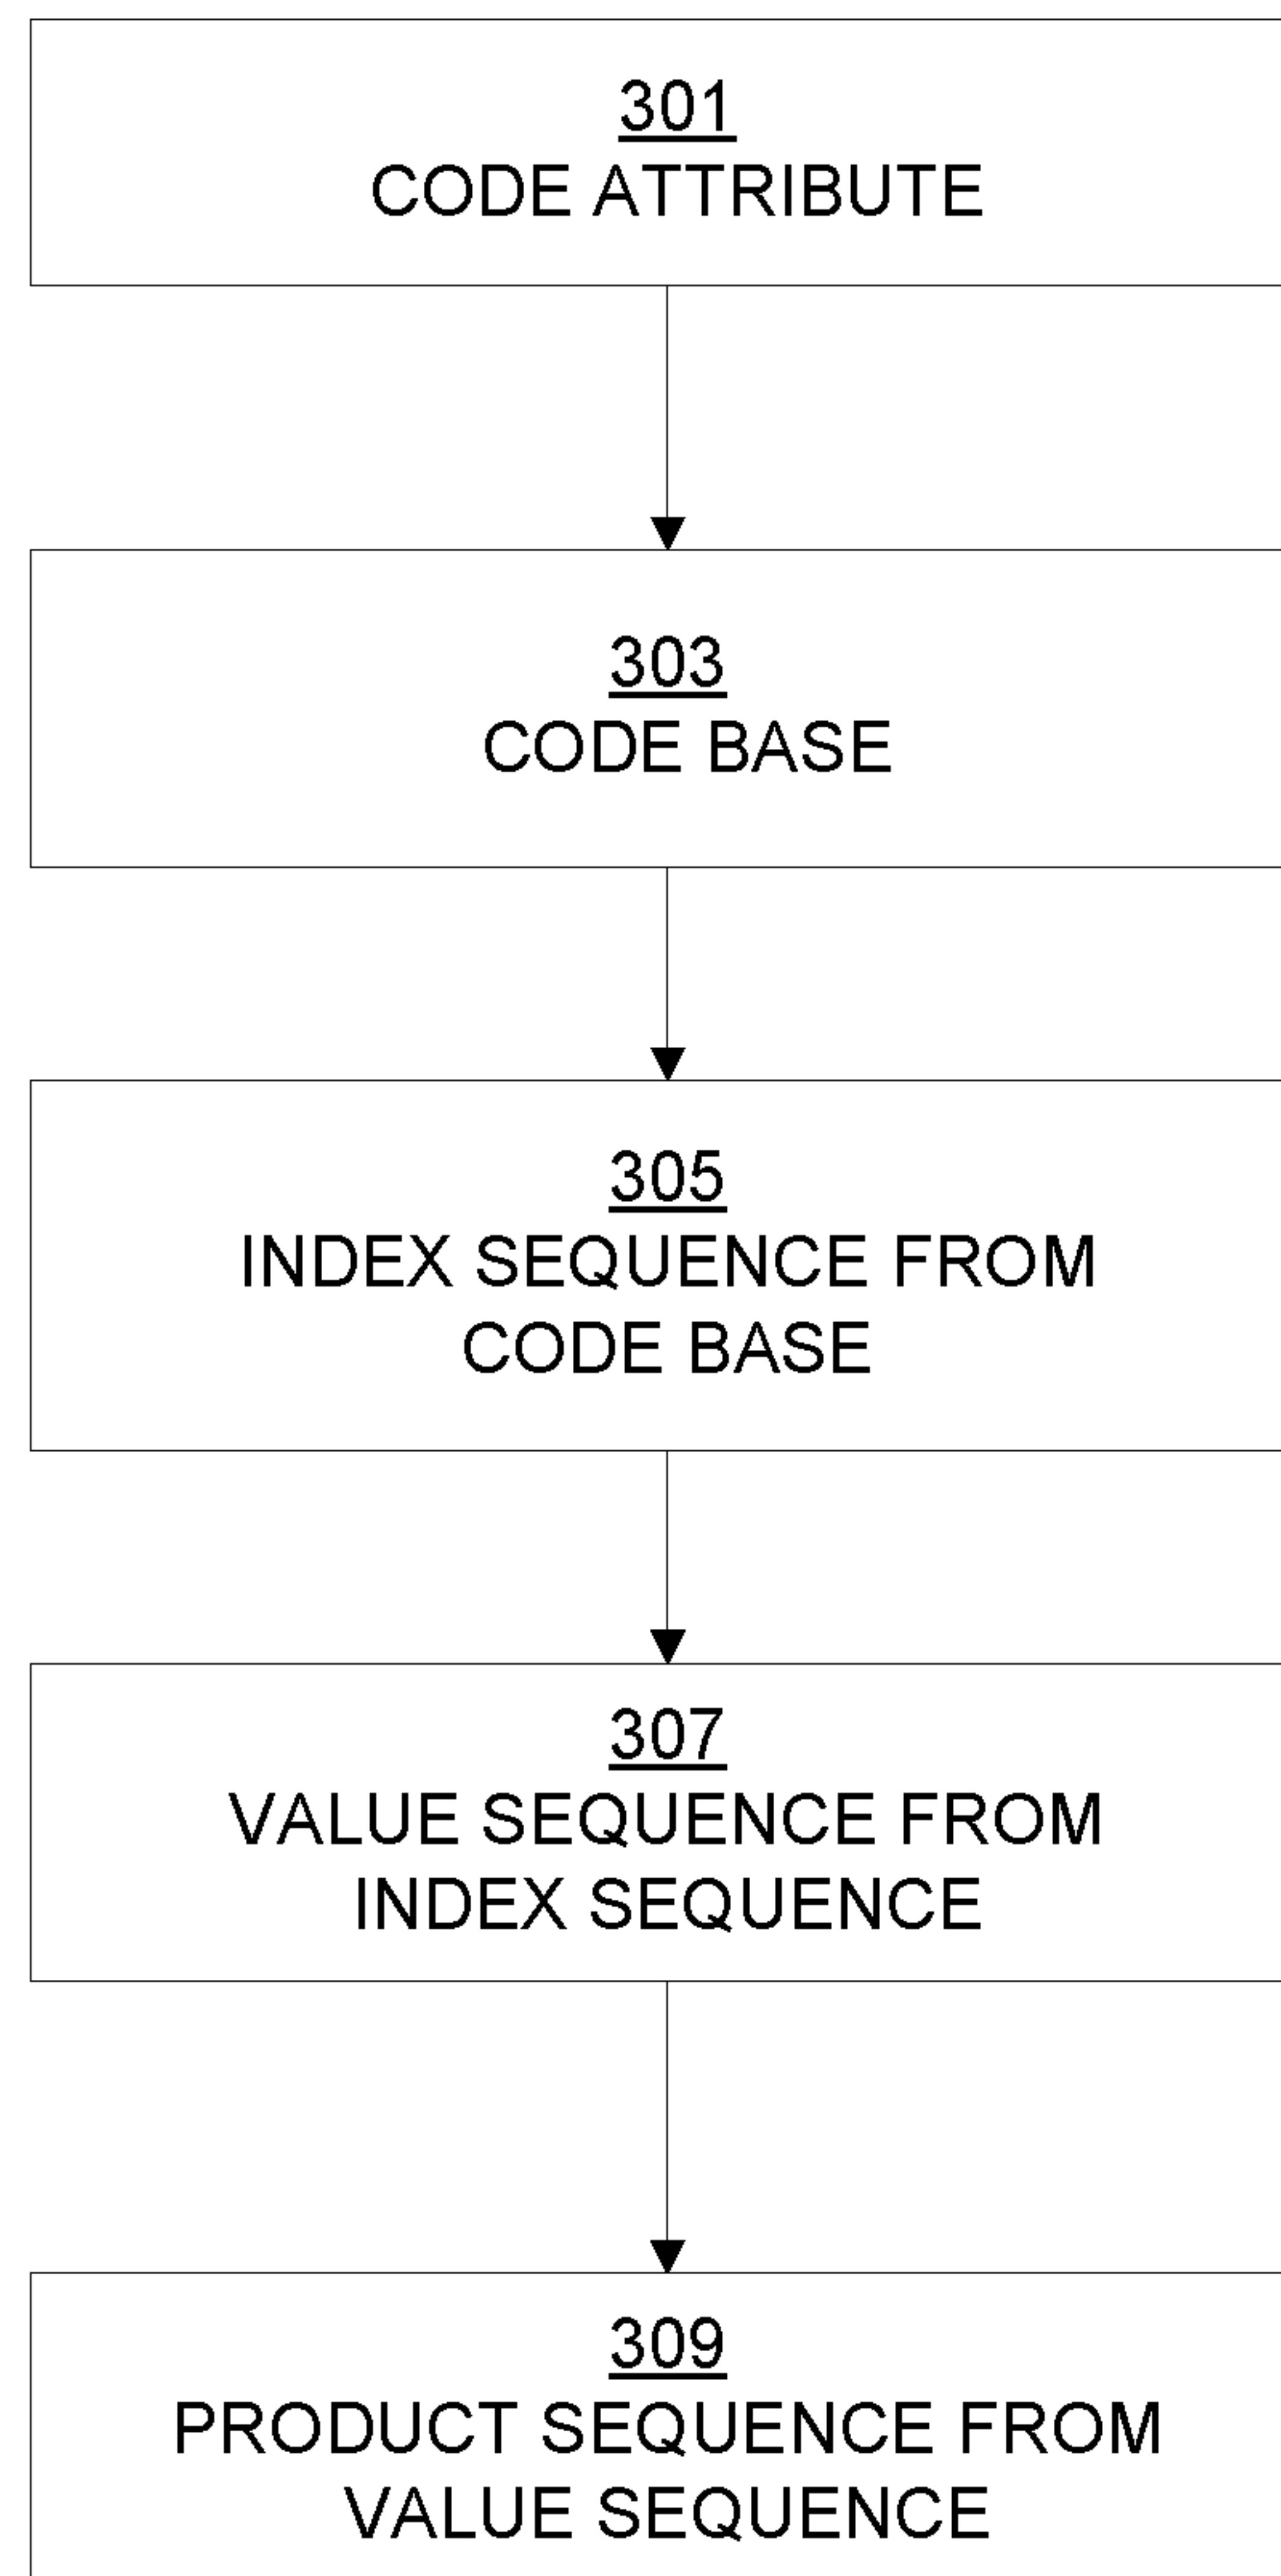 301
CODE ATTRIBUTE
303
CODE BASE
305
INDEX SEQUENCE FROM
CODE BASE
307
VALUE SEQUENCE FROM
INDEX SEQUENCE
309
PRODUCT SEQUENCE FROM
VALUE SEQUENCE